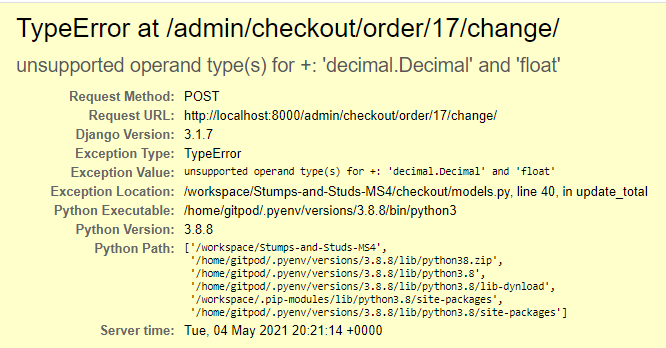 TypeError at /admin/checkout/order/17/change/
unsupported operand type(s) for +: 'decimal.Decimal' and 'float'
Request Method: POST
Request URL: http://localhost:8000/admin/checkout/order/17/change/
Django Version: 3.1.7
Exception Type: TypeError
Exception Value: unsupported operand type(s) for +: 'decimal.Decimal' and 'float'
Exception Location: /workspace/Stumps-and-Studs-MS4/checkout/models.py, line 40, in update_total
Python Executable: /home/gitpod/.pyenv/versions/3.8.8/bin/python3
Python Version: 3.8.8
Python Path: ['/workspace/Stumps-and-Studs-MS4',
'/home/gitpod/.pyenv/versions/3.8.8/lib/python38.zip',
'/home/gitpod/.pyenv/versions/3.8.8/lib/python3.8',
'/home/gitpod/.pyenv/versions/3.8.8/lib/python3.8/lib-dynload',
'/workspace/.pip-modules/lib/python3.8/site-packages',
'/home/gitpod/.pyenv/versions/3.8.8/lib/python3.8/site-packages']
Server time: Tue, 04 May 2021 20:21:14 +0000